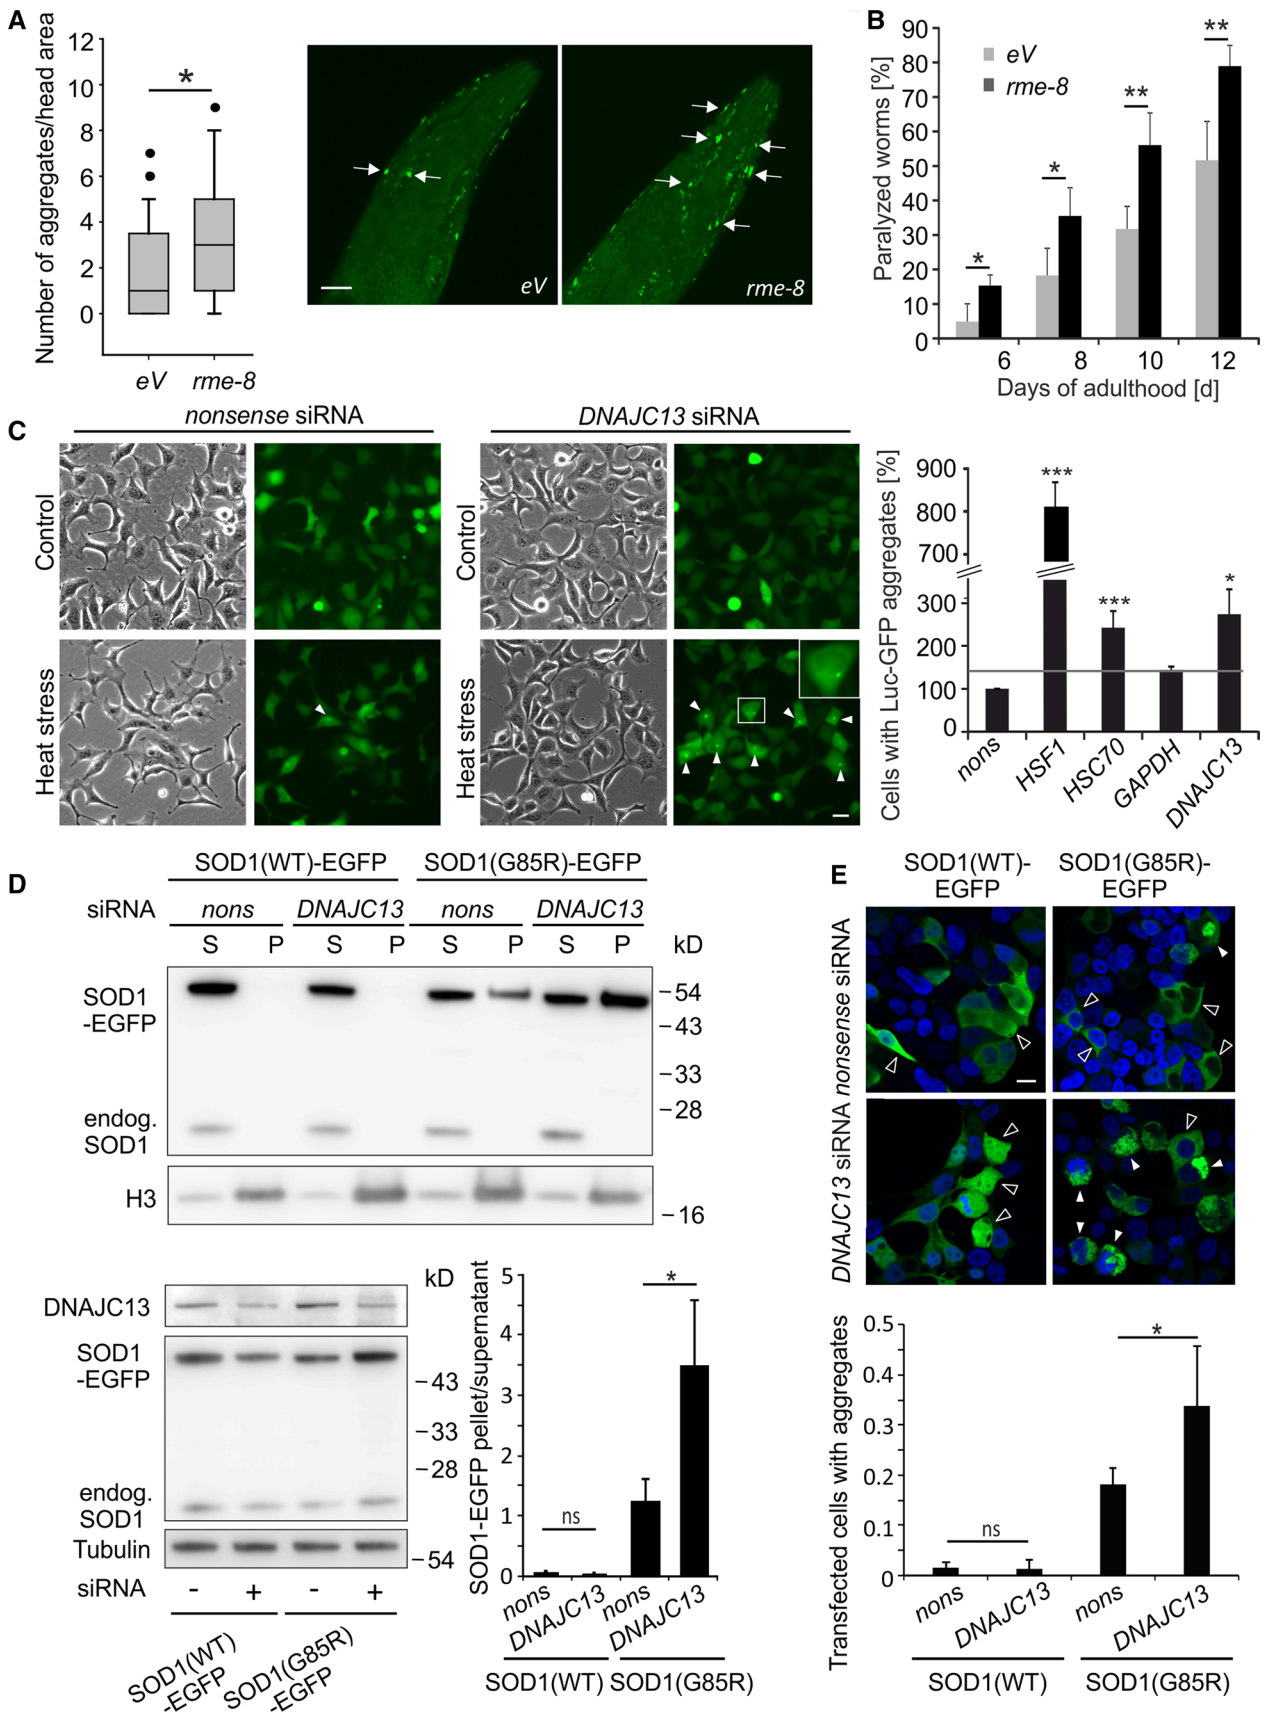 A
Number of aggregates/head area
12
10
8
6
4
2
0
*
eV
rme-8
eV
rme-8
B
Paralyzed worms [%]
90
80
70
60
50
40
30
20
10
0
eV
rme-8
*
*
**
**
6 8 10 12
Days of adulthood [d]
C
nonsense siRNA
DNAJC13 siRNA
Control
Heat stress
Control
Heat stress
Cells with Luc-GFP aggregates [%]
900
800
700
300
200
100
0
***
***
*
nons
HSF1
HSC70
GAPDH
DNAJC13
D
SOD1(WT)-EGFP SOD1(G85R)-EGFP
siRNA nons DNAJC13 nons DNAJC13
S P S P S P S P kD
SOD1
-EGFP
endog.
SOD1
H3
54
43
33
28
16
DNAJC13
SOD1
-EGFP
endog.
SOD1
Tubulin
kD
43
33
28
54
siRNA - + - +
SOD1(WT)
-EGFP
SOD1(G85R)
-EGFP
SOD1-EGFP pellet/supernatant
5
4
3
2
1
0
ns
*
nons
DNAJC13
nons
DNAJC13
SOD1(WT) SOD1(G85R)
E
SOD1(WT)-
EGFP
SOD1(G85R)-
EGFP
nonsense siRNA
DNAJC13 siRNA
Transfected cells with aggregates
0.5
0.4
0.3
0.2
0.1
0
ns
*
nons
DNAJC13
nons
DNAJC13
SOD1(WT) SOD1(G85R)